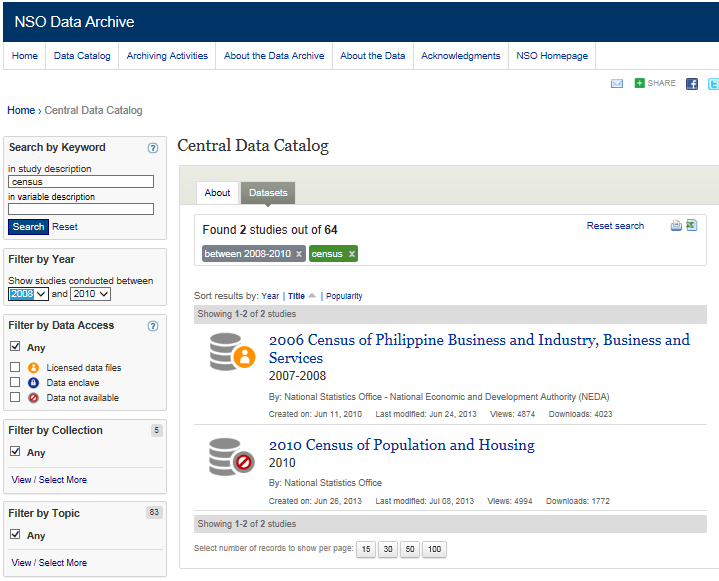 NSO Data Archive
Home Data Catalog Archiving Activities About the Data Archive About the Data Acknowledgments NSO Homepage
SHARE
Home › Central Data Catalog
Search by Keyword ?
in study description
census
in variable description
Search Reset
Filter by Year
Show studies conducted between
2008 and 2010
Filter by Data Access ?
Any
Licensed data files
Data enclave
Data not available
Filter by Collection 5
Any
View / Select More
Filter by Topic 83
Any
View / Select More
Central Data Catalog
About Datasets
Found 2 studies out of 64
Reset search
between 2008-2010 x census x
Sort results by: Year | Title | Popularity
Showing 1-2 of 2 studies
2006 Census of Philippine Business and Industry, Business and
Services
2007-2008
By: National Statistics Office - National Economic and Development Authority (NEDA)
Created on: Jun 11, 2010 Last modified: Jun 24, 2013 Views: 4874 Downloads: 4023
2010 Census of Population and Housing
2010
By: National Statistics Office
Created on: Jun 26, 2013 Last modified: Jul 08, 2013 Views: 4994 Downloads: 1772
Showing 1-2 of 2 studies
Select number of records to show per page: 15 30 50 100